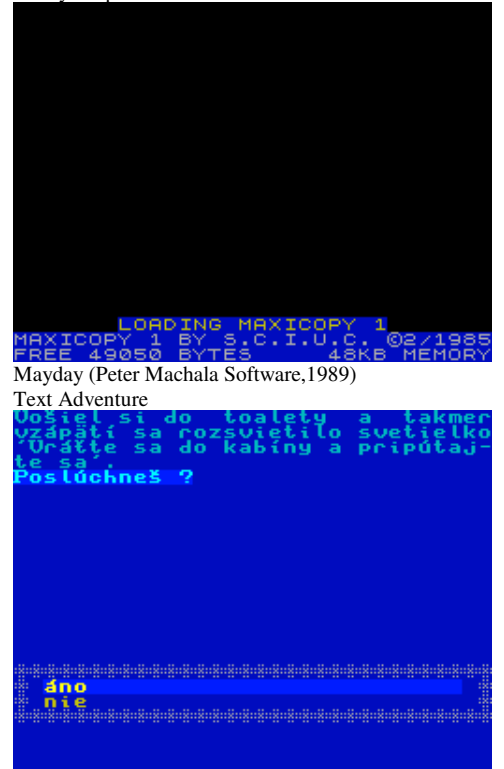 LOADING MAXICOPY 1
MAXICOPY 1 BY S.C.I.U.C. ©2/1985
FREE 49050 BYTES 48KB MEMORY
Mayday (Peter Machala Software,1989)
Text Adventure
Vošiel si do toalety a takmer
vzápätí sa rozsvietilo svetielko
'Vráťte sa do kabíny a pripútaj-
te sa'.
Poslúchneš ?
áno
nie